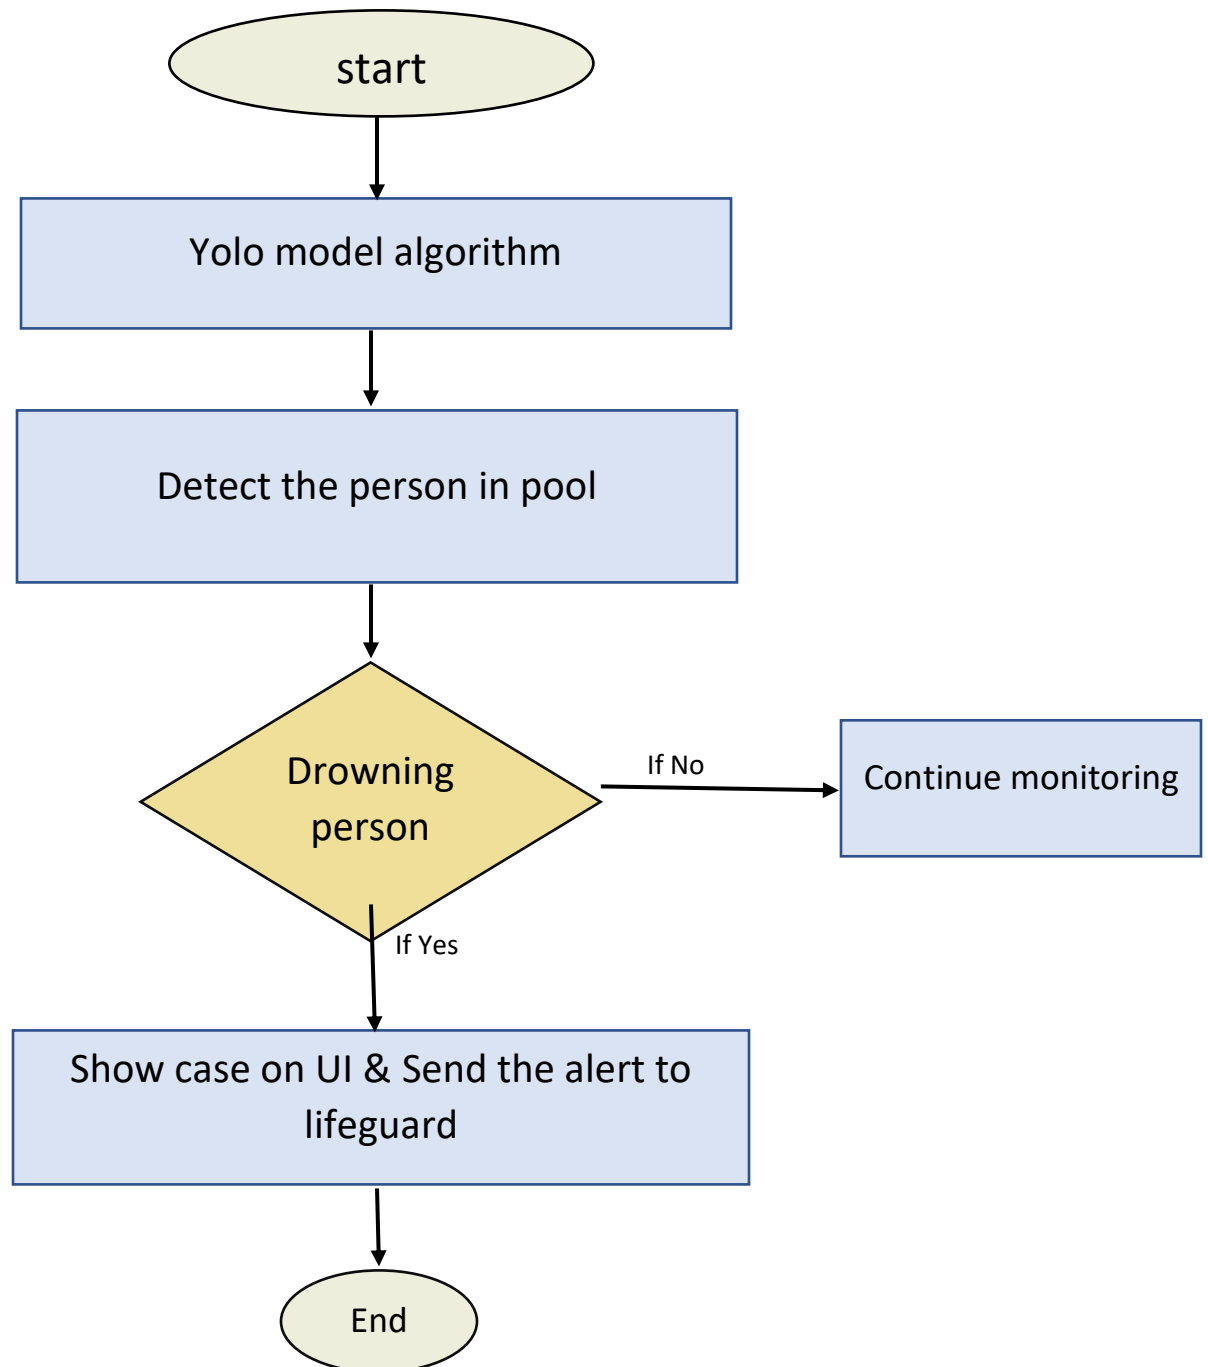 start
Yolo model algorithm
Detect the person in pool
Drowning
person
If No
Continue monitoring
If Yes
Show case on UI & Send the alert to
lifeguard
End